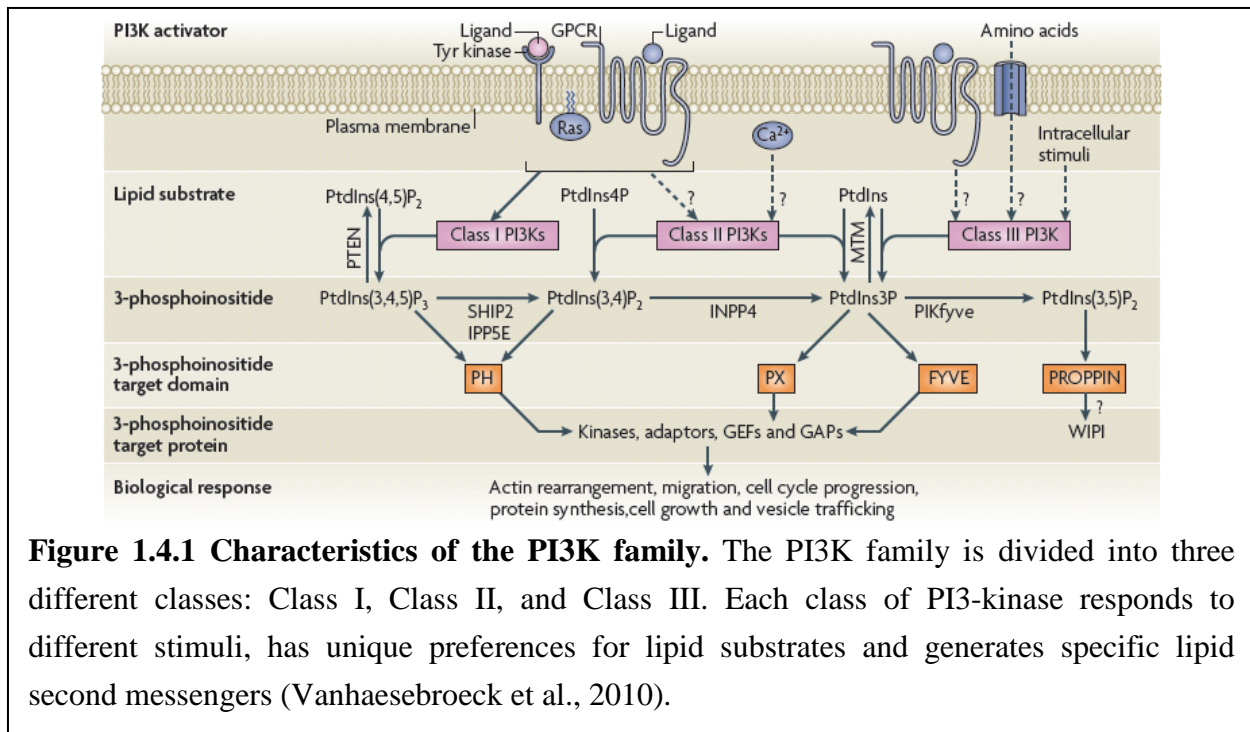 PI3K activator
Ligand
GPCR
Ligand
Amino acids
Tyr kinase
Plasma membrane
Ras
Ca2+
Intracellular
stimuli
Lipid substrate
PtdIns(4,5)P2
PtdIns4P
?
?
PtdIns
?
?
?
PTEN
Class I PI3Ks
Class II PI3Ks
MTM
Class III PI3K
3-phosphoinositide
PtdIns(3,4,5)P3
SHIP2
IPP5E
PtdIns(3,4)P2
INPP4
PtdIns3P
PIKfyve
PtdIns(3,5)P2
3-phosphoinositide
target domain
PH
PX
FYVE
PROPPIN
3-phosphoinositide
target protein
Kinases, adaptors, GEFs and GAPs
?
WIPI
Biological response
Actin rearrangement, migration, cell cycle progression,
protein synthesis,cell growth and vesicle trafficking
Figure 1.4.1 Characteristics of the PI3K family. The PI3K family is divided into three
different classes: Class I, Class II, and Class III. Each class of PI3-kinase responds to
different stimuli, has unique preferences for lipid substrates and generates specific lipid
second messengers (Vanhaesebroeck et al., 2010).